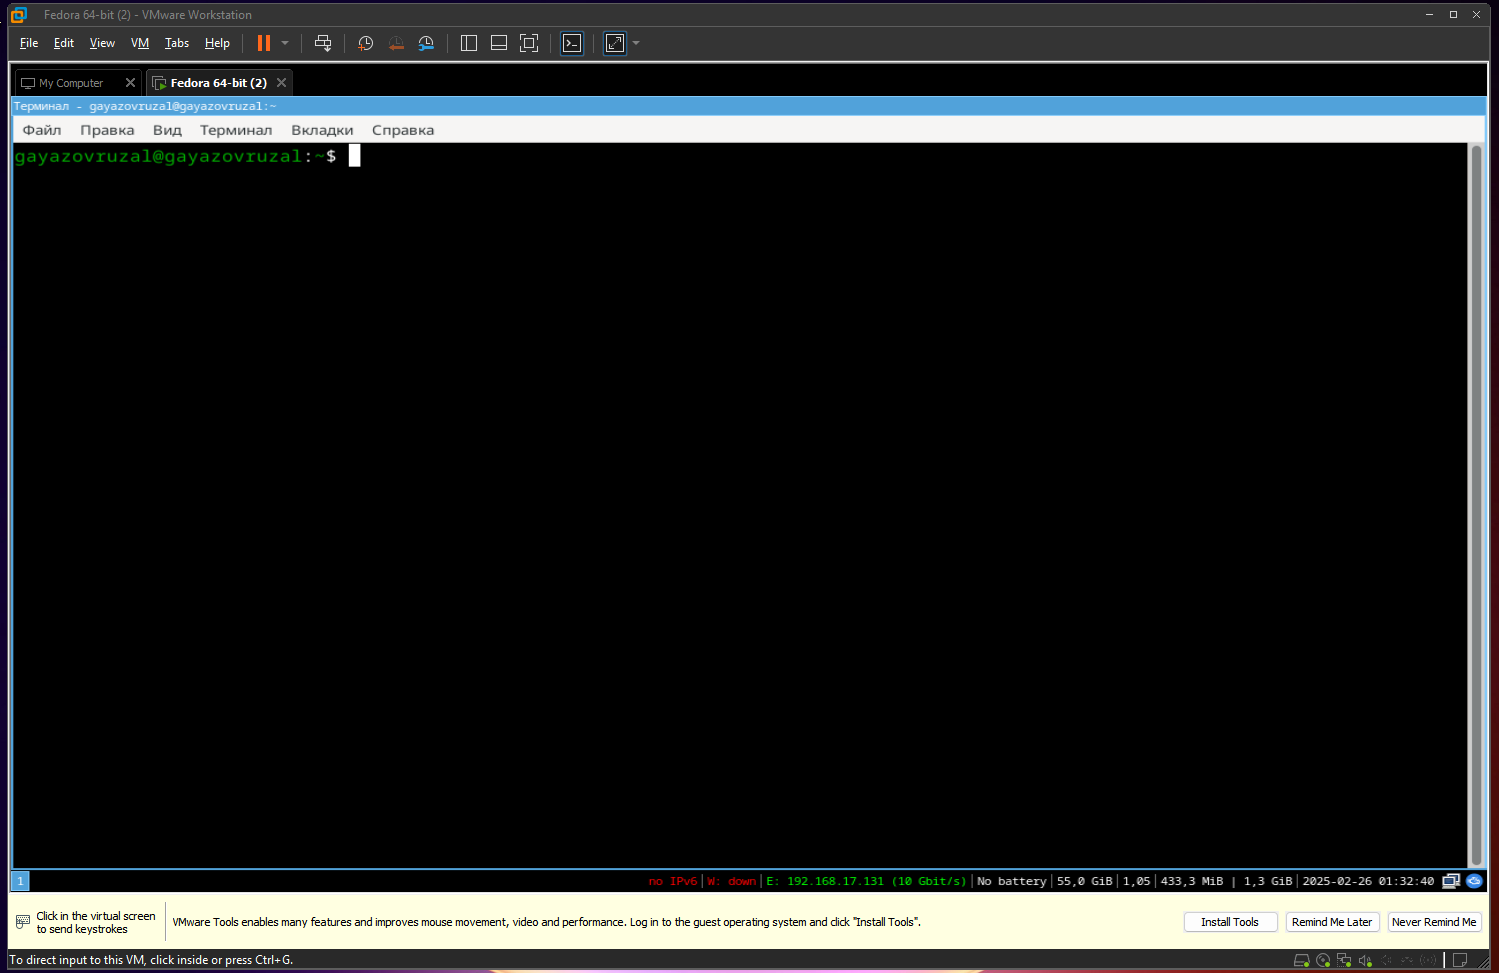 Fedora 64-bit (2) - VMware Workstation
File Edit View VM Tabs Help
My Computer Fedora 64-bit (2)
Терминал - gayazovruzal@gayazovruzal:~
Файл Правка Вид Терминал Вкладки Справка
gayazovruzal@gayazovruzal:~$
1 no IPv6|W: down|E: 192.168.17.131 (10 Gbit/s)|No battery|55,0 GiB|1,05|433,3 MiB | 1,3 GiB|2025-02-26 01:32:40
Click in the virtual screen
to send keystrokes
VMware Tools enables many features and improves mouse movement, video and performance. Log in to the guest operating system and click "Install Tools".
Install Tools Remind Me Later Never Remind Me
To direct input to this VM, click inside or press Ctrl+G.